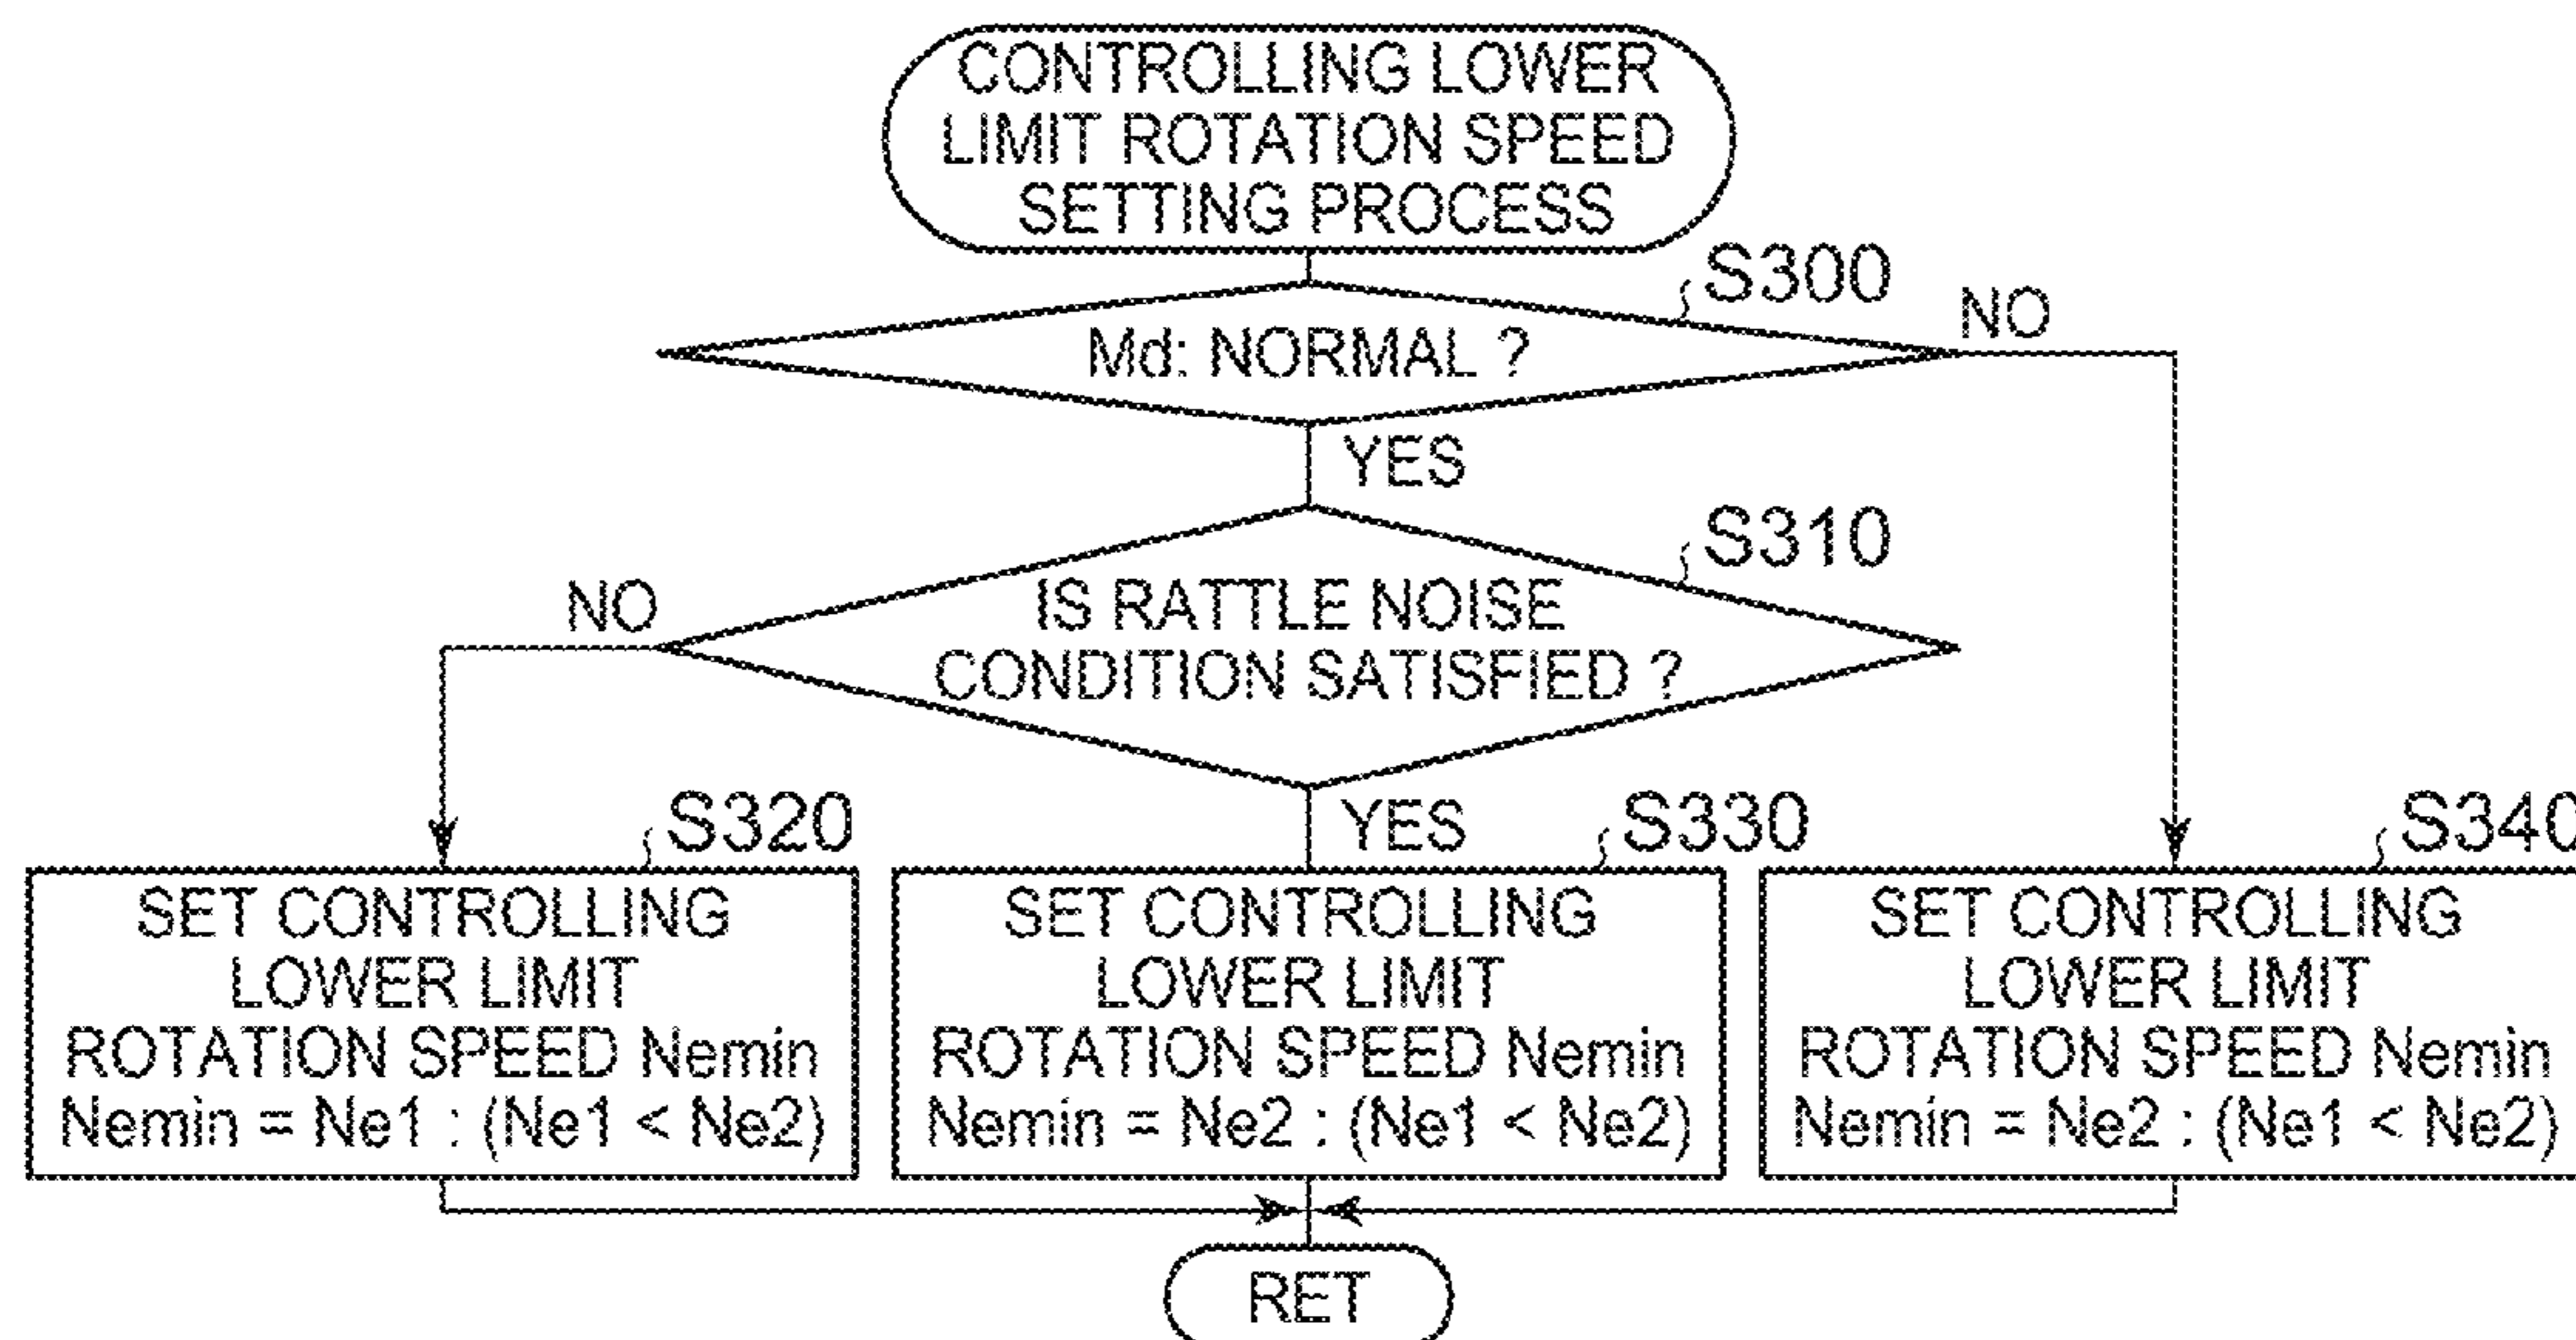 CONTROLLING LOWER
LIMIT ROTATION SPEED
SETTING PROCESS
S300
Md: NORMAL ?
NO
YES
S310
IS RATTLE NOISE
CONDITION SATISFIED ?
NO
YES
S320
SET CONTROLLING
LOWER LIMIT
ROTATION SPEED Nemin
Nemin = Ne1 : (Ne1 < Ne2)
S330
SET CONTROLLING
LOWER LIMIT
ROTATION SPEED Nemin
Nemin = Ne2 : (Ne1 < Ne2)
S340
SET CONTROLLING
LOWER LIMIT
ROTATION SPEED Nemin
Nemin = Ne2 : (Ne1 < Ne2)
RET